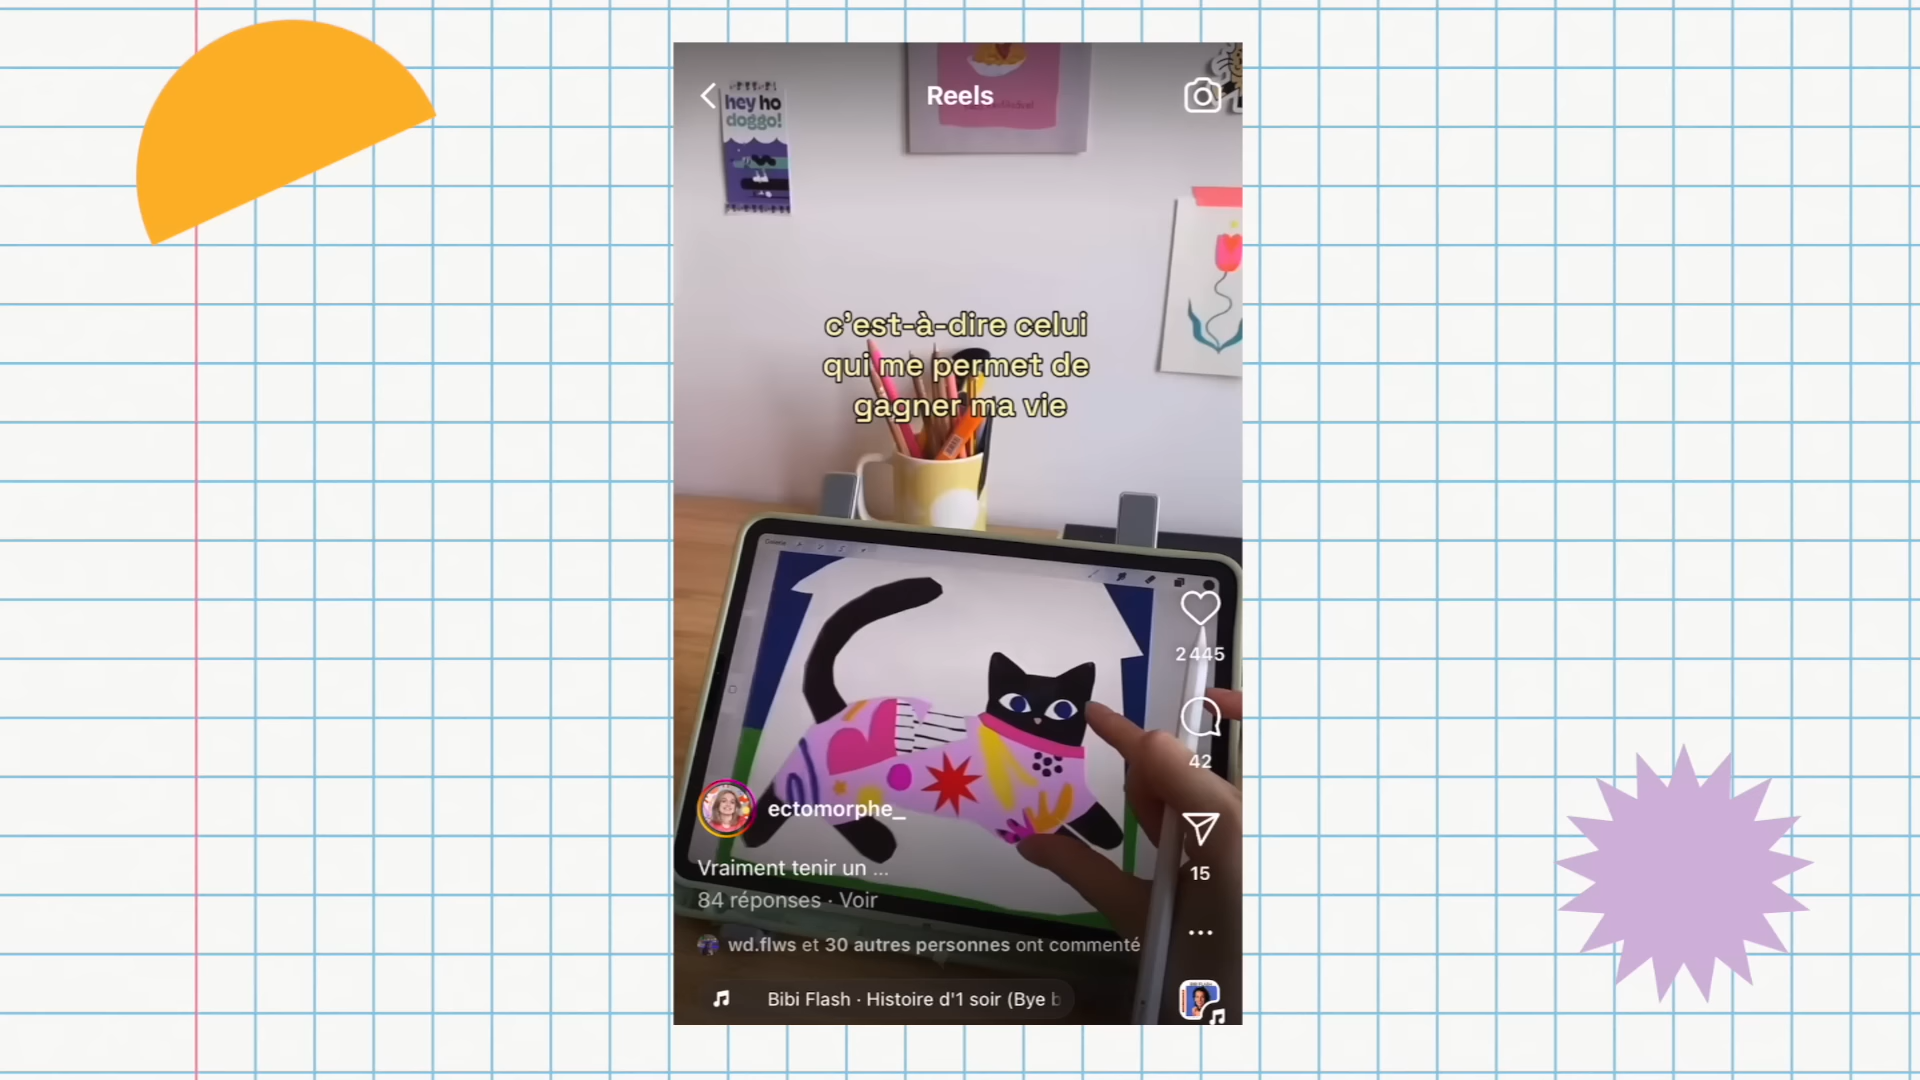 Reels
hey ho
doggo!
c'est-à-dire celui
qui me permet de
gagner ma vie
2 445
42
ectomorphe_
Vraiment tenir un ...
84 réponses · Voir
15
wd.flws et 30 autres personnes ont commenté
Bibi Flash · Histoire d'1 soir (Bye b